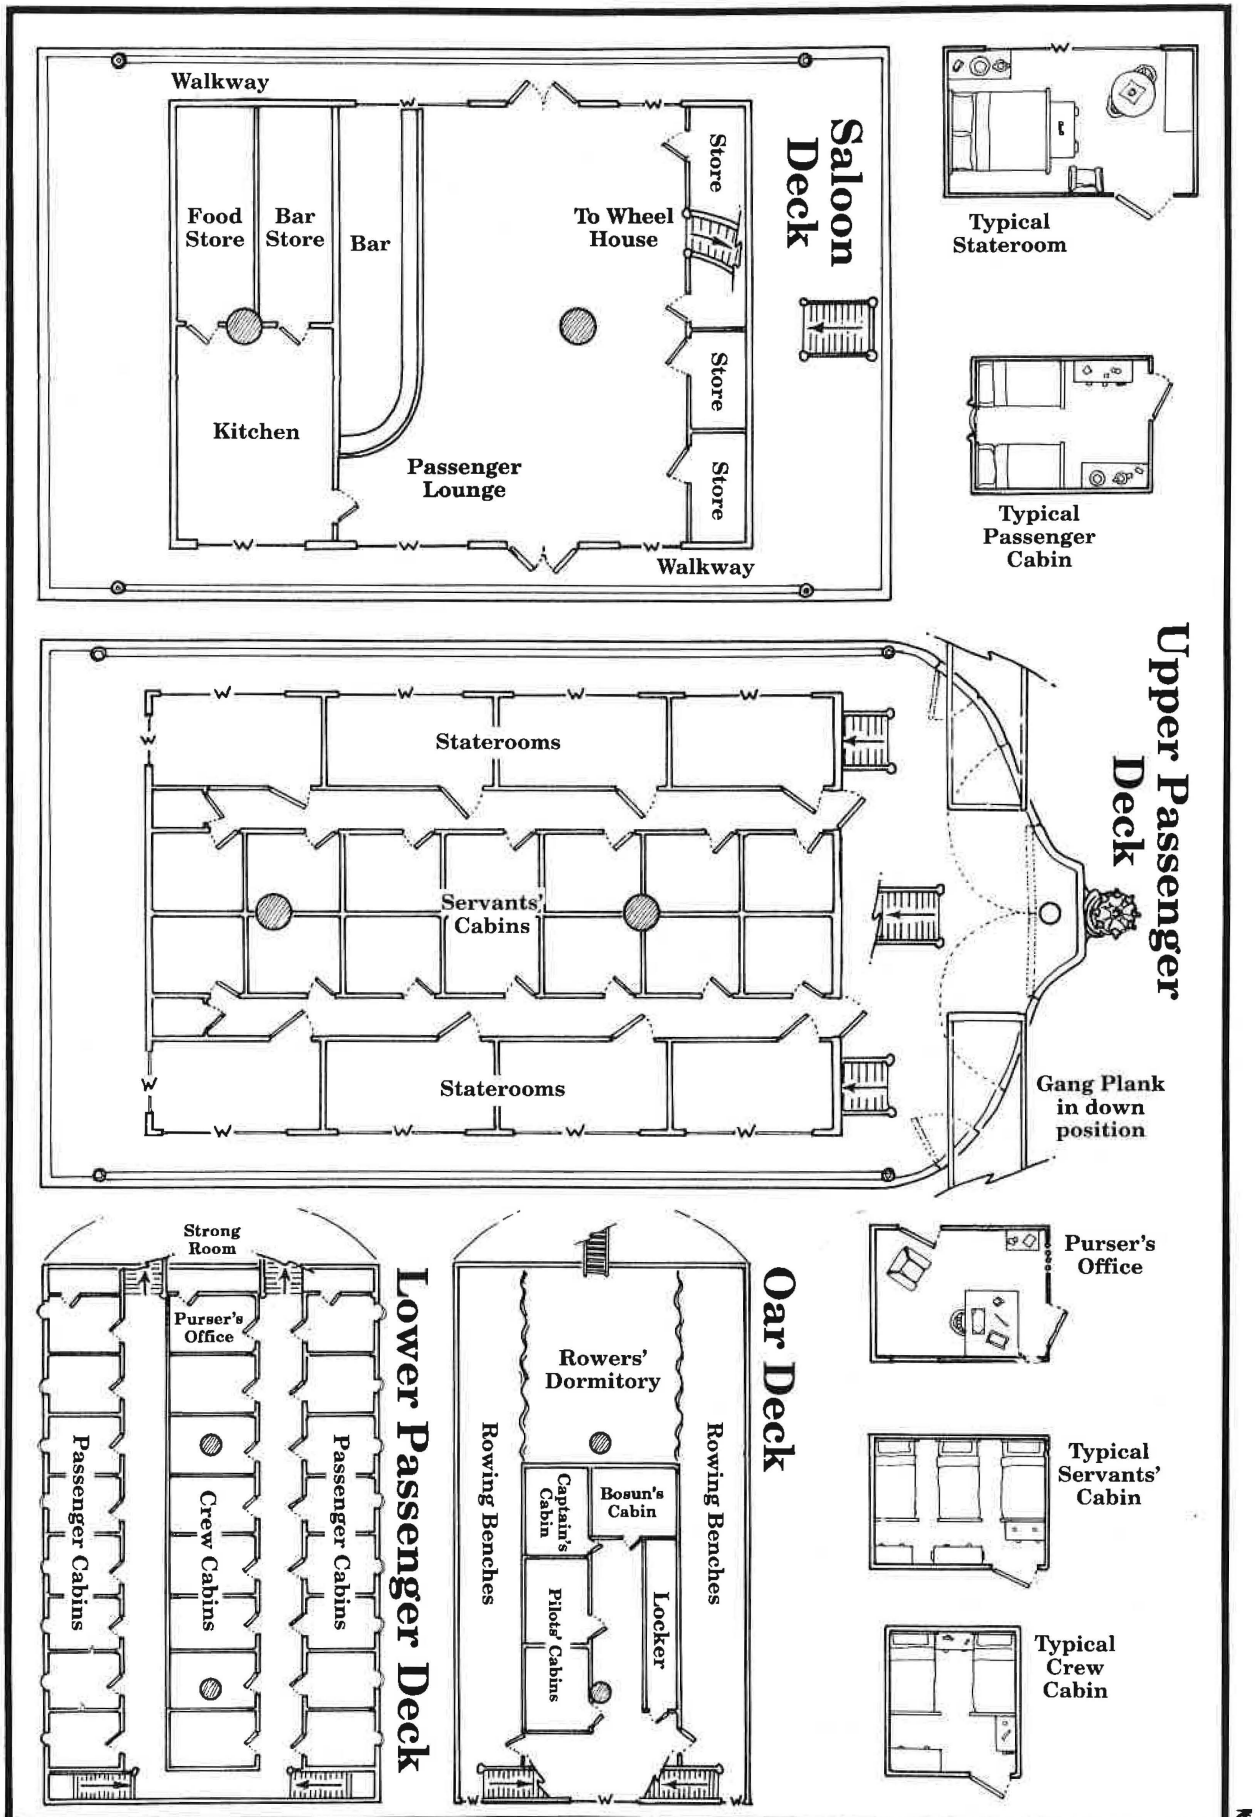 Walkway
Food
Store
Bar
Store
Bar
Kitchen
Passenger
Lounge
To Wheel
House
Store
Store
Store
Walkway
W
W
W
W
W
Saloon
Deck
W
Typical
Stateroom
Typical
Passenger
Cabin
Upper Passenger
Deck
W
W
W
W
W
Staterooms
Servants'
Cabins
Staterooms
W
W
W
W
W
Gang Plank
in down
position
Strong
Room
Purser's
Office
Passenger Cabins
Crew Cabins
Passenger Cabins
Lower Passenger Deck
Rowers'
Dormitory
Rowing Benches
Captain's
Cabin
Bosun's
Cabin
Pilots' Cabins
Locker
Rowing Benches
W
W
W
Oar Deck
Purser's
Office
Typical
Servants'
Cabin
Typical
Crew
Cabin